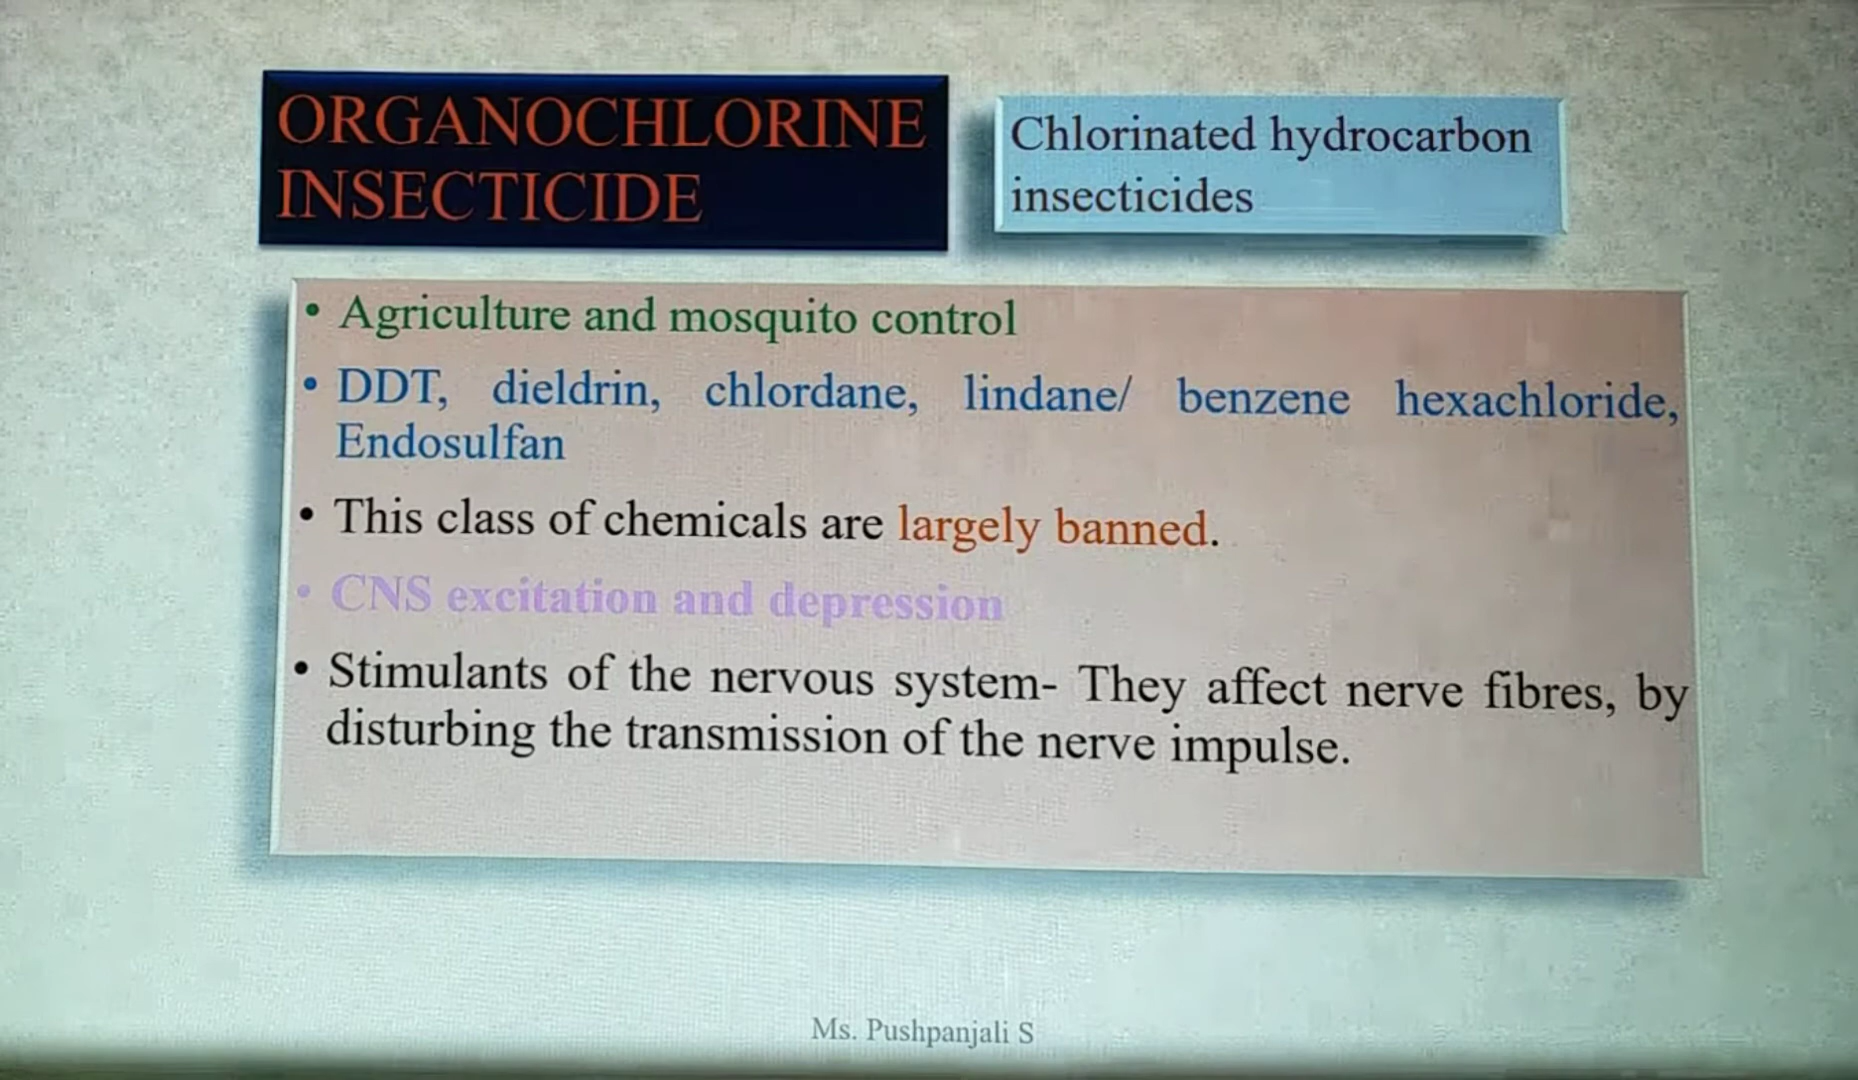 ORGANOCHLORINE
INSECTICIDE
Chlorinated hydrocarbon
insecticides
• Agriculture and mosquito control
• DDT, dieldrin, chlordane, lindane/ benzene hexachloride,
Endosulfan
• This class of chemicals are largely banned.
• CNS excitation and depression
• Stimulants of the nervous system- They affect nerve fibres, by
disturbing the transmission of the nerve impulse.
Ms. Pushpanjali S